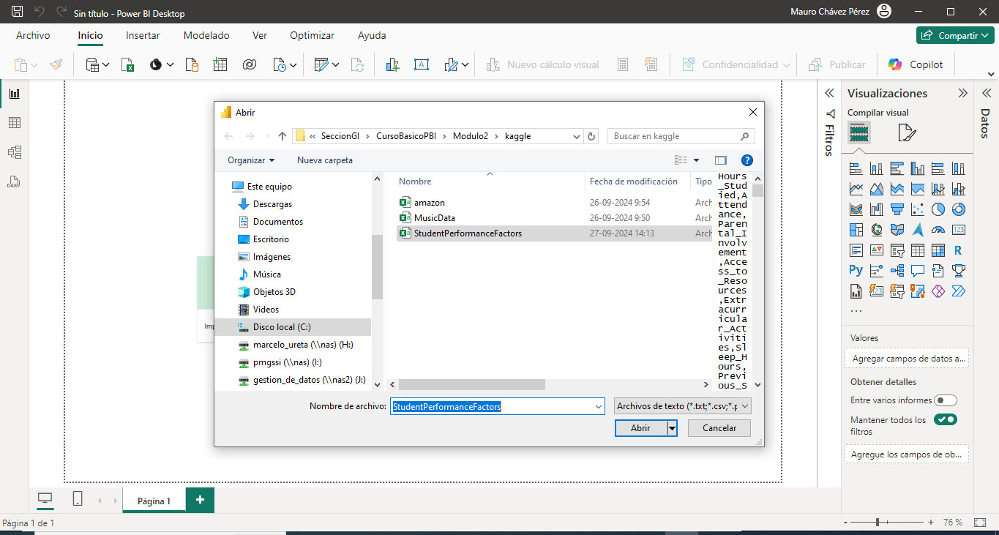 Sin título - Power BI Desktop
Mauro Chávez Pérez
Archivo
Inicio
Insertar
Modelado
Ver
Optimizar
Ayuda
Compartir
Nuevo cálculo visual
Confidencialidad
Publicar
Copilot
Abrir
« SeccionGI > CursoBasicoPBI > Modulo2 > kaggle
Buscar en kaggle
Organizar
Nueva carpeta
Este equipo
Descargas
Documentos
Escritorio
Imágenes
Música
Objetos 3D
Videos
Disco local (C:)
marcelo_ureta (\\nas) (H:)
pmgssi (\\nas) (I:)
gestion_de_datos (\\nas2) (J:)
Nombre
Fecha de modificación
Tipo
amazon
26-09-2024 9:54
Arch
MusicData
26-09-2024 9:50
Arch
StudentPerformanceFactors
27-09-2024 14:13
Arch
Hours
_Stud
ied,A
ttend
ance,
Paren
tal_I
nvolv
ement
,Acce
ss_to
_Reso
urces
,Extr
acurr
icula
r_Act
iviti
es,Sl
eep_H
ours,
Previ
ous_S
Nombre de archivo:
StudentPerformanceFactors
Archivos de texto (*.txt;*.csv;*.p
Abrir
Cancelar
Imp
Filtros
Visualizaciones
Compilar visual
R
Py
123
123
...
Valores
Agregar campos de datos a...
Obtener detalles
Entre varios informes
Mantener todos los
filtros
Agregue los campos de ob...
Datos
DAX
Página 1
Página 1 de 1
- + 76 %